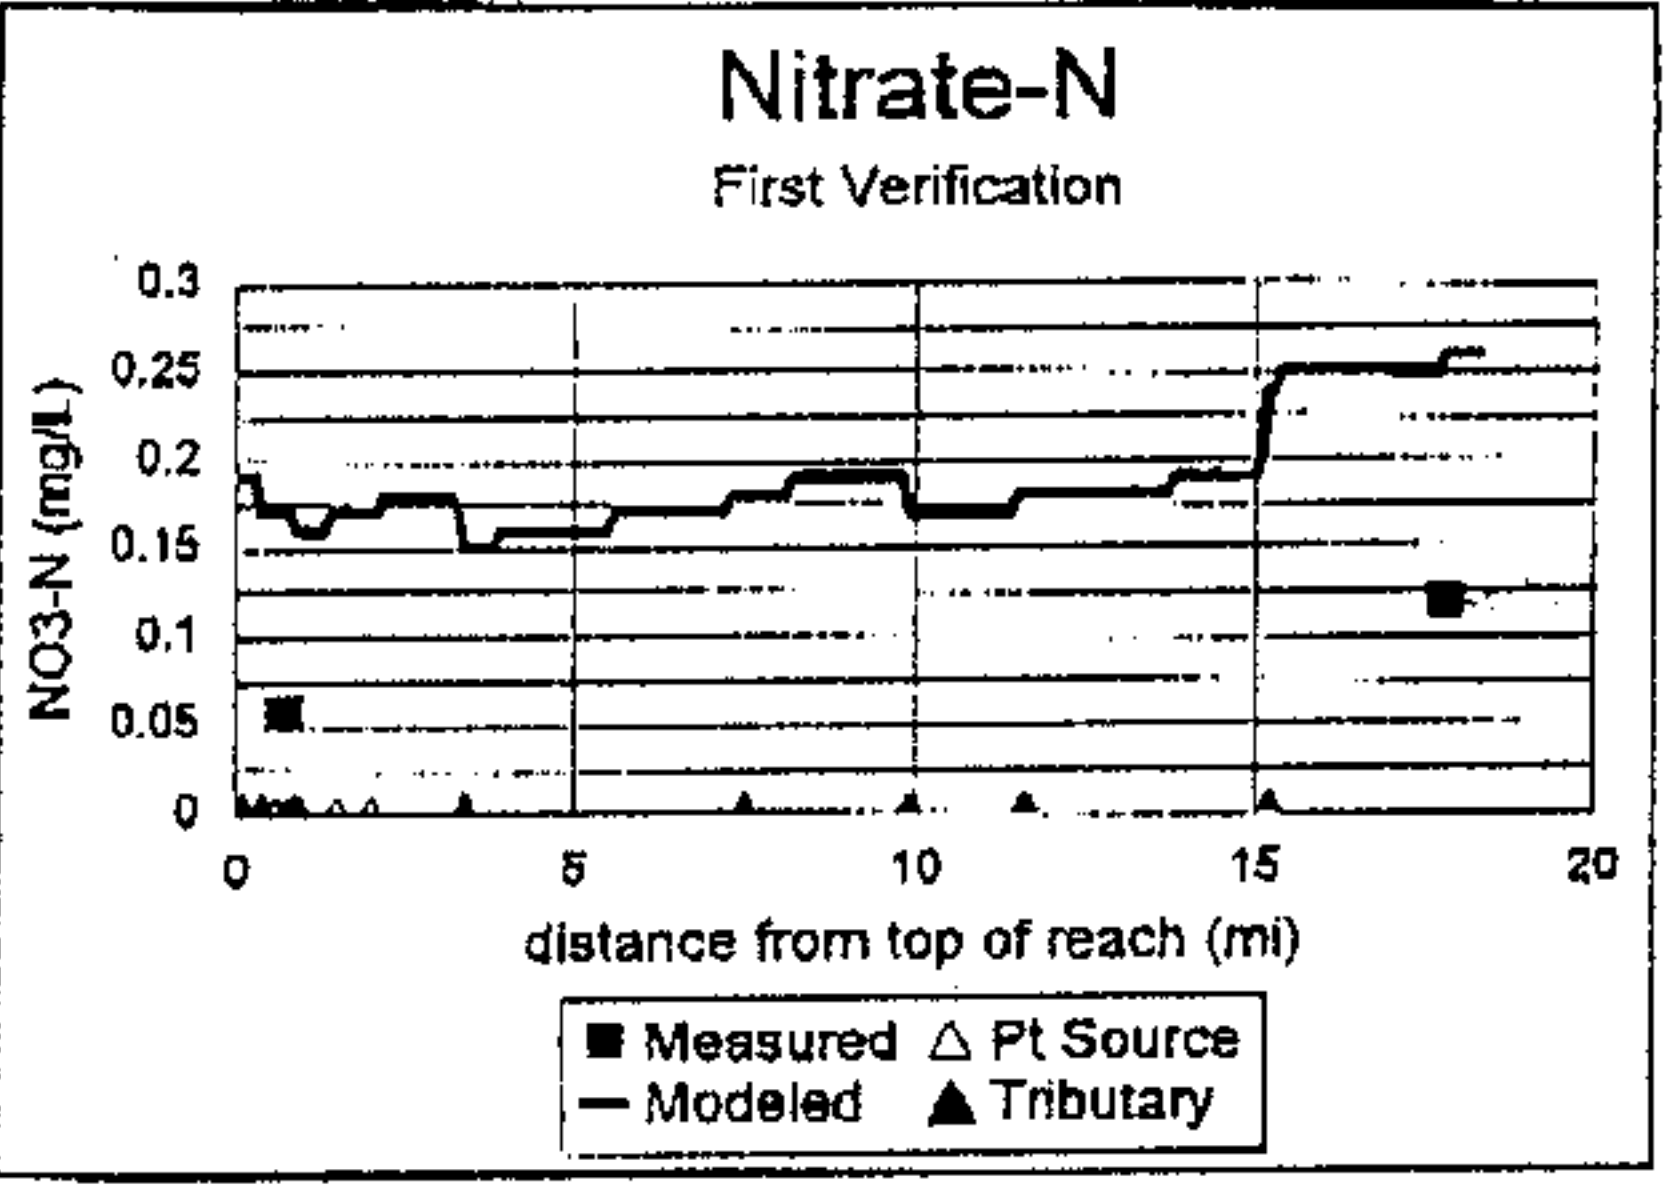 Nitrate-N
First Verification
NO3-N (mg/L)
0.3
0.25
0.2
0.15
0.1
0.05
0
0 5 10 15 20
distance from top of reach (mi)
Measured Pt Source
Modeled Tributary